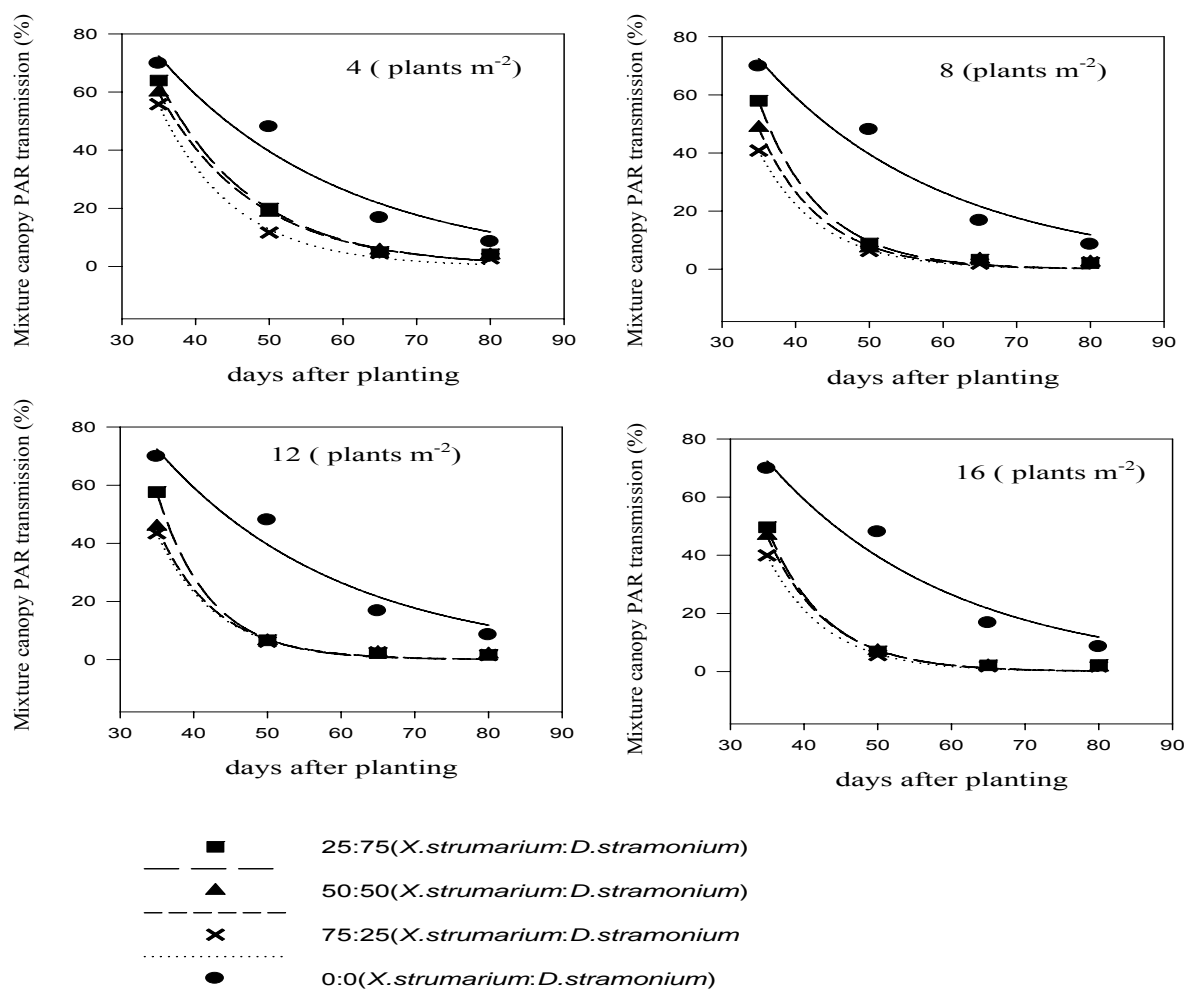 Mixture canopy PAR transmission (%)
80
60
40
20
0
4 ( plants m-2)
30 40 50 60 70 80 90
days after planting
Mixture canopy PAR transmission (%)
80
60
40
20
0
8 (plants m-2)
30 40 50 60 70 80 90
days after planting
Mixture canopy PAR transmission (%)
80
60
40
20
0
12 ( plants m-2)
30 40 50 60 70 80 90
days after planting
Mixture canopy PAR transmission (%)
80
60
40
20
0
16 ( plants m-2)
30 40 50 60 70 80 90
days after planting
25:75(X.strumarium:D.stramonium)
50:50(X.strumarium:D.stramonium)
75:25(X.strumarium:D.stramonium
0:0(X.strumarium:D.stramonium)